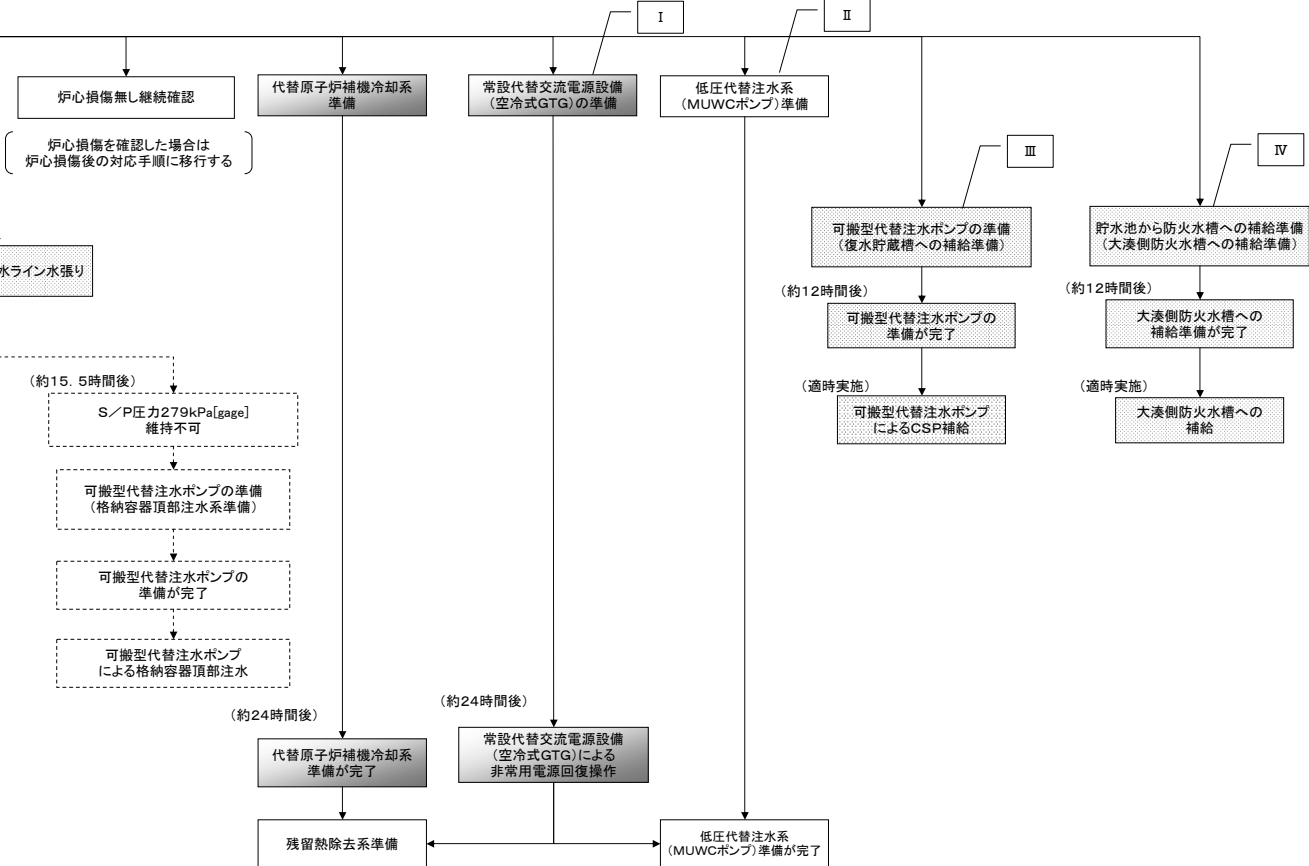 Ⅰ
Ⅱ
炉心損傷無し継続確認
炉心損傷を確認した場合は
炉心損傷後の対応手順に移行する
代替原子炉補機冷却系
準備
常設代替交流電源設備
(空冷式GTG)の準備
低圧代替注水系
(MUWCポンプ)準備
Ⅲ
Ⅳ
可搬型代替注水ポンプの準備
(復水貯蔵槽への補給準備)
貯水池から防火水槽への補給準備
(大湊側防火水槽への補給準備)
水ライン水張り
(約12時間後)
可搬型代替注水ポンプの
準備が完了
(約12時間後)
大湊側防火水槽への
補給準備が完了
(適時実施)
可搬型代替注水ポンプ
によるCSP補給
(適時実施)
大湊側防火水槽への
補給
(約15.5時間後)
S/P圧力279kPa[gage]
維持不可
可搬型代替注水ポンプの準備
(格納容器頂部注水系準備)
可搬型代替注水ポンプの
準備が完了
可搬型代替注水ポンプ
による格納容器頂部注水
(約24時間後)
代替原子炉補機冷却系
準備が完了
(約24時間後)
常設代替交流電源設備
(空冷式GTG)による
非常用電源回復操作
残留熱除去系準備
低圧代替注水系
(MUWCポンプ)準備が完了